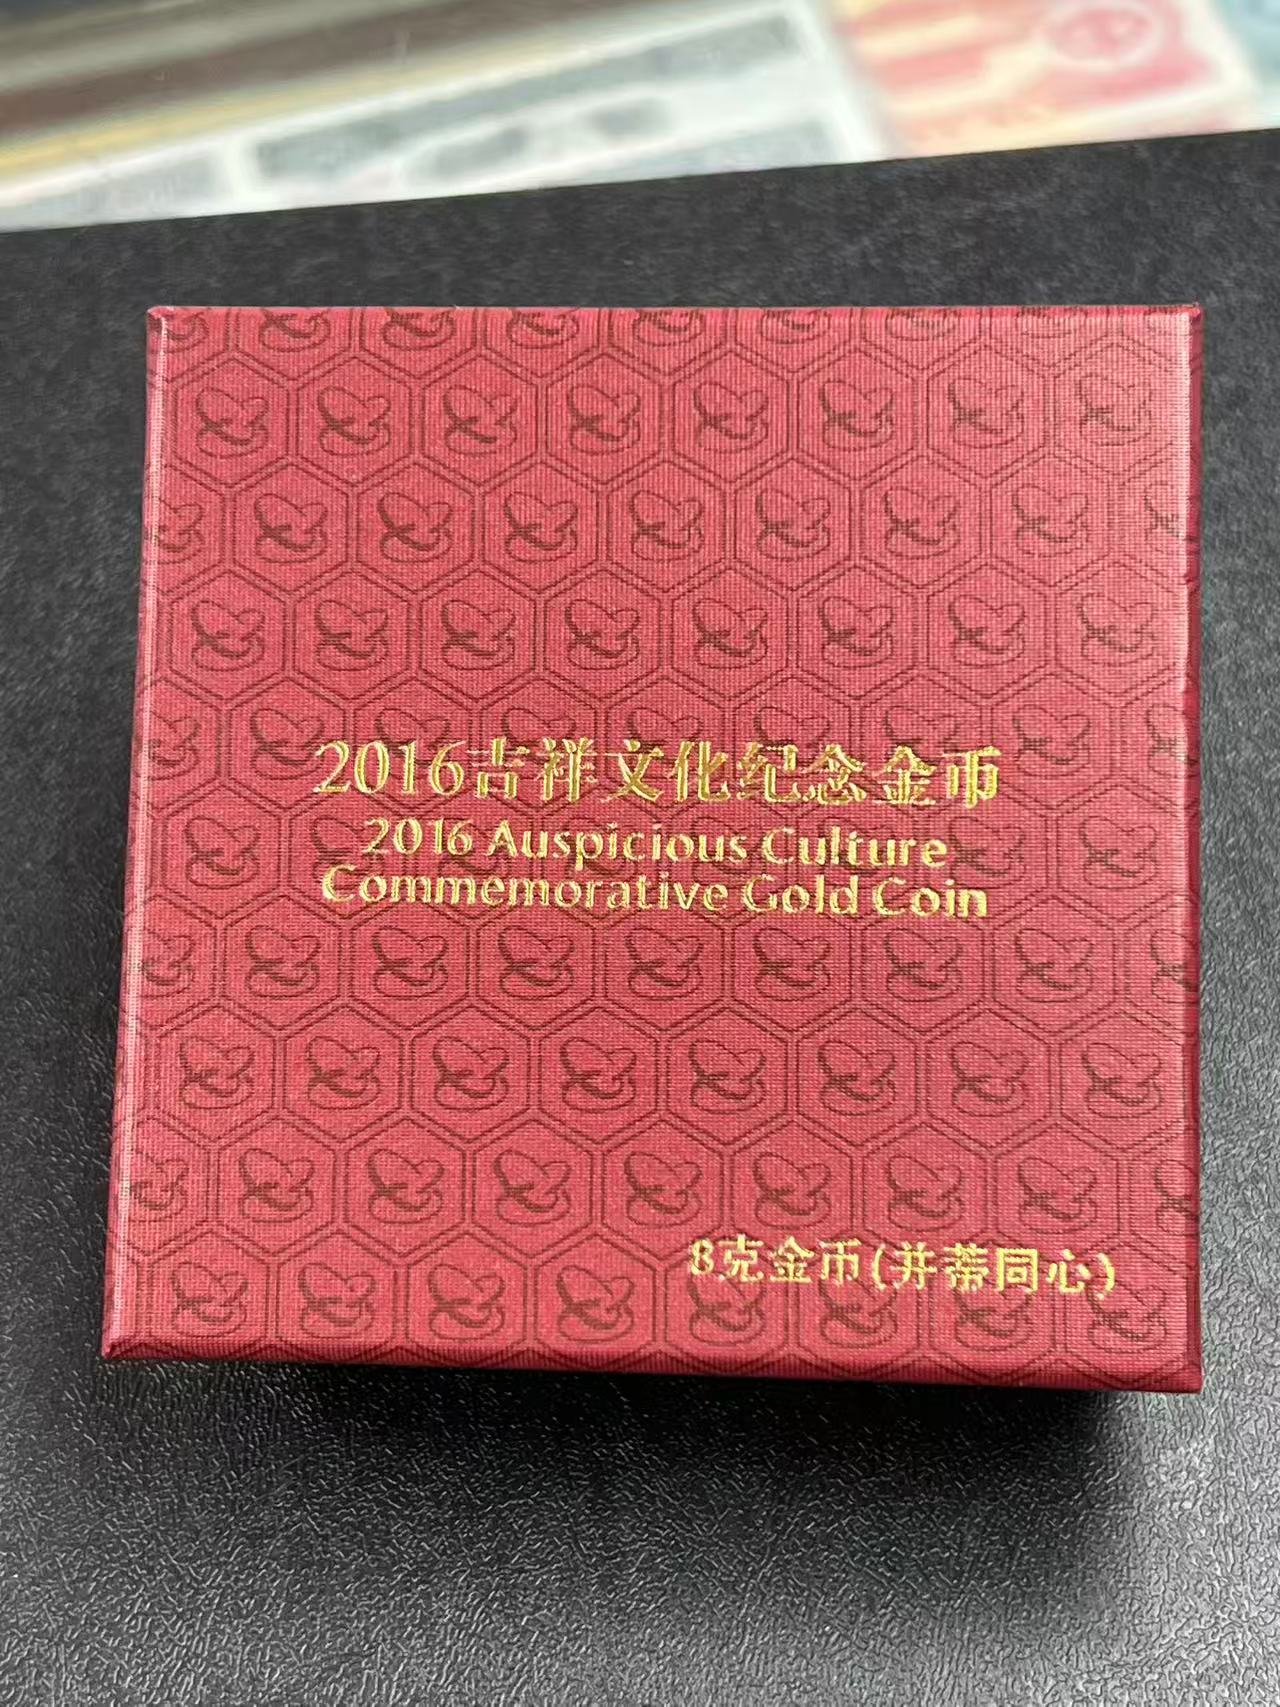 2016吉祥文化纪念金币
2016 Auspicious Culture
Commemorative Gold Coin
8克金币(并蒂同心)